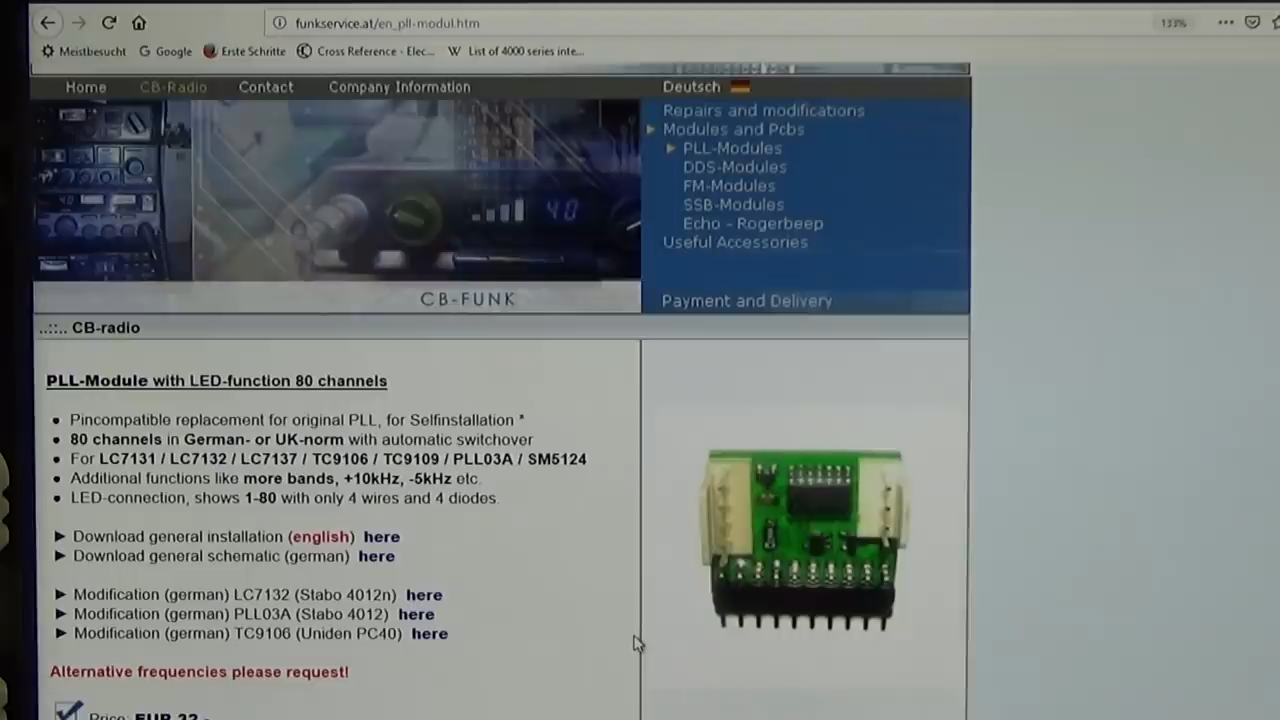 funkservice.at/en_pll-modul.htm
133%
Meistbesucht Google Erste Schritte Cross Reference - Elec... List of 4000 series inte...
Home CB-Radio Contact Company Information Deutsch
Repairs and modifications
Modules and Pcbs
PLL-Modules
DDS-Modules
FM-Modules
SSB-Modules
Echo - Rogerbeep
Useful Accessories
Payment and Delivery
40
CB-FUNK
..::.. CB-radio
PLL-Module with LED-function 80 channels
• Pincompatible replacement for original PLL, for Selfinstallation *
• 80 channels in German- or UK-norm with automatic switchover
• For LC7131 / LC7132 / LC7137 / TC9106 / TC9109 / PLL03A / SM5124
• Additional functions like more bands, +10kHz, -5kHz etc.
• LED-connection, shows 1-80 with only 4 wires and 4 diodes.
► Download general installation (english) here
► Download general schematic (german) here
► Modification (german) LC7132 (Stabo 4012n) here
► Modification (german) PLL03A (Stabo 4012) here
► Modification (german) TC9106 (Uniden PC40) here
Alternative frequencies please request!
Price: EUR 22,-